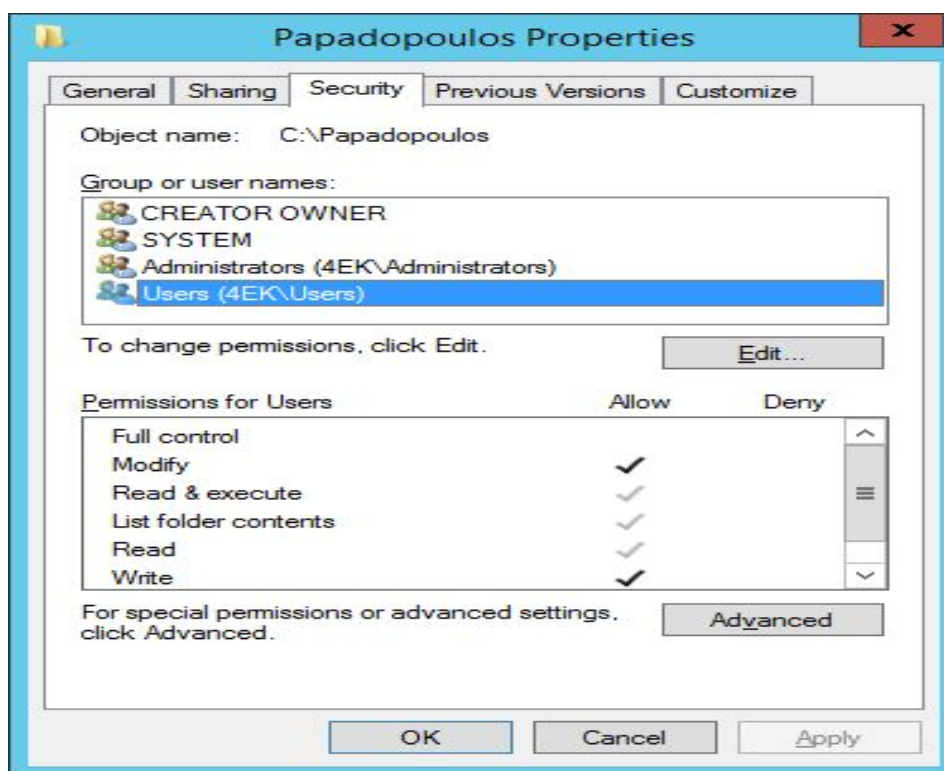 Papadopoulos Properties
General Sharing Security Previous Versions Customize
Object name: C:\Papadopoulos
Group or user names:
CREATOR OWNER
SYSTEM
Administrators (4EK\Administrators)
Users (4EK\Users)
To change permissions, click Edit.
Edit...
Permissions for Users Allow Deny
Full control
Modify
Read & execute
List folder contents
Read
Write
For special permissions or advanced settings,
click Advanced.
Advanced
OK Cancel Apply